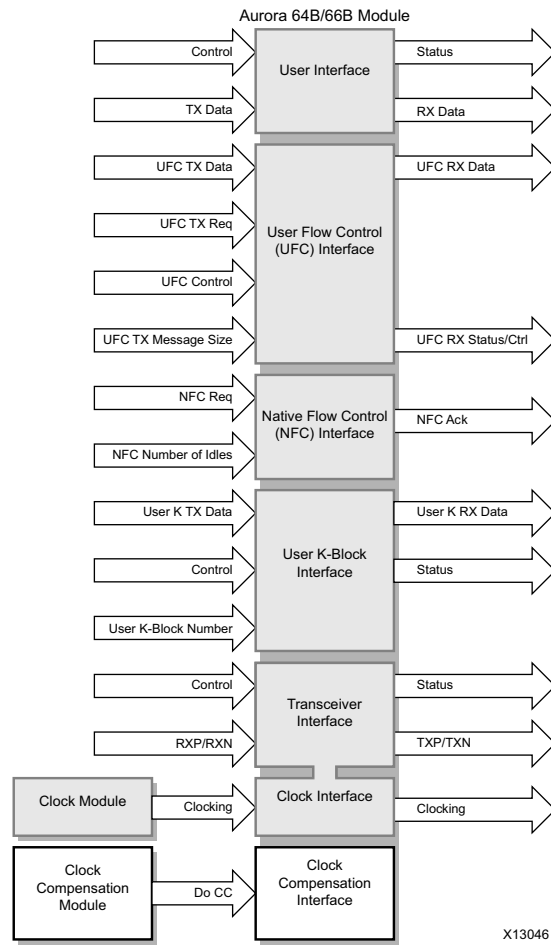 Aurora 64B/66B Module
Control
User Interface
Status
TX Data
RX Data
UFC TX Data
UFC RX Data
UFC TX Req
User Flow Control
(UFC) Interface
UFC Control
UFC TX Message Size
UFC RX Status/Ctrl
NFC Req
Native Flow Control
(NFC) Interface
NFC Ack
NFC Number of Idles
User K TX Data
User K RX Data
User K-Block
Interface
Control
Status
User K-Block Number
Control
Status
Transceiver
Interface
RXP/RXN
TXP/TXN
Clock Module
Clocking
Clock Interface
Clocking
Clock
Compensation
Module
Do CC
Clock
Compensation
Interface
X13046